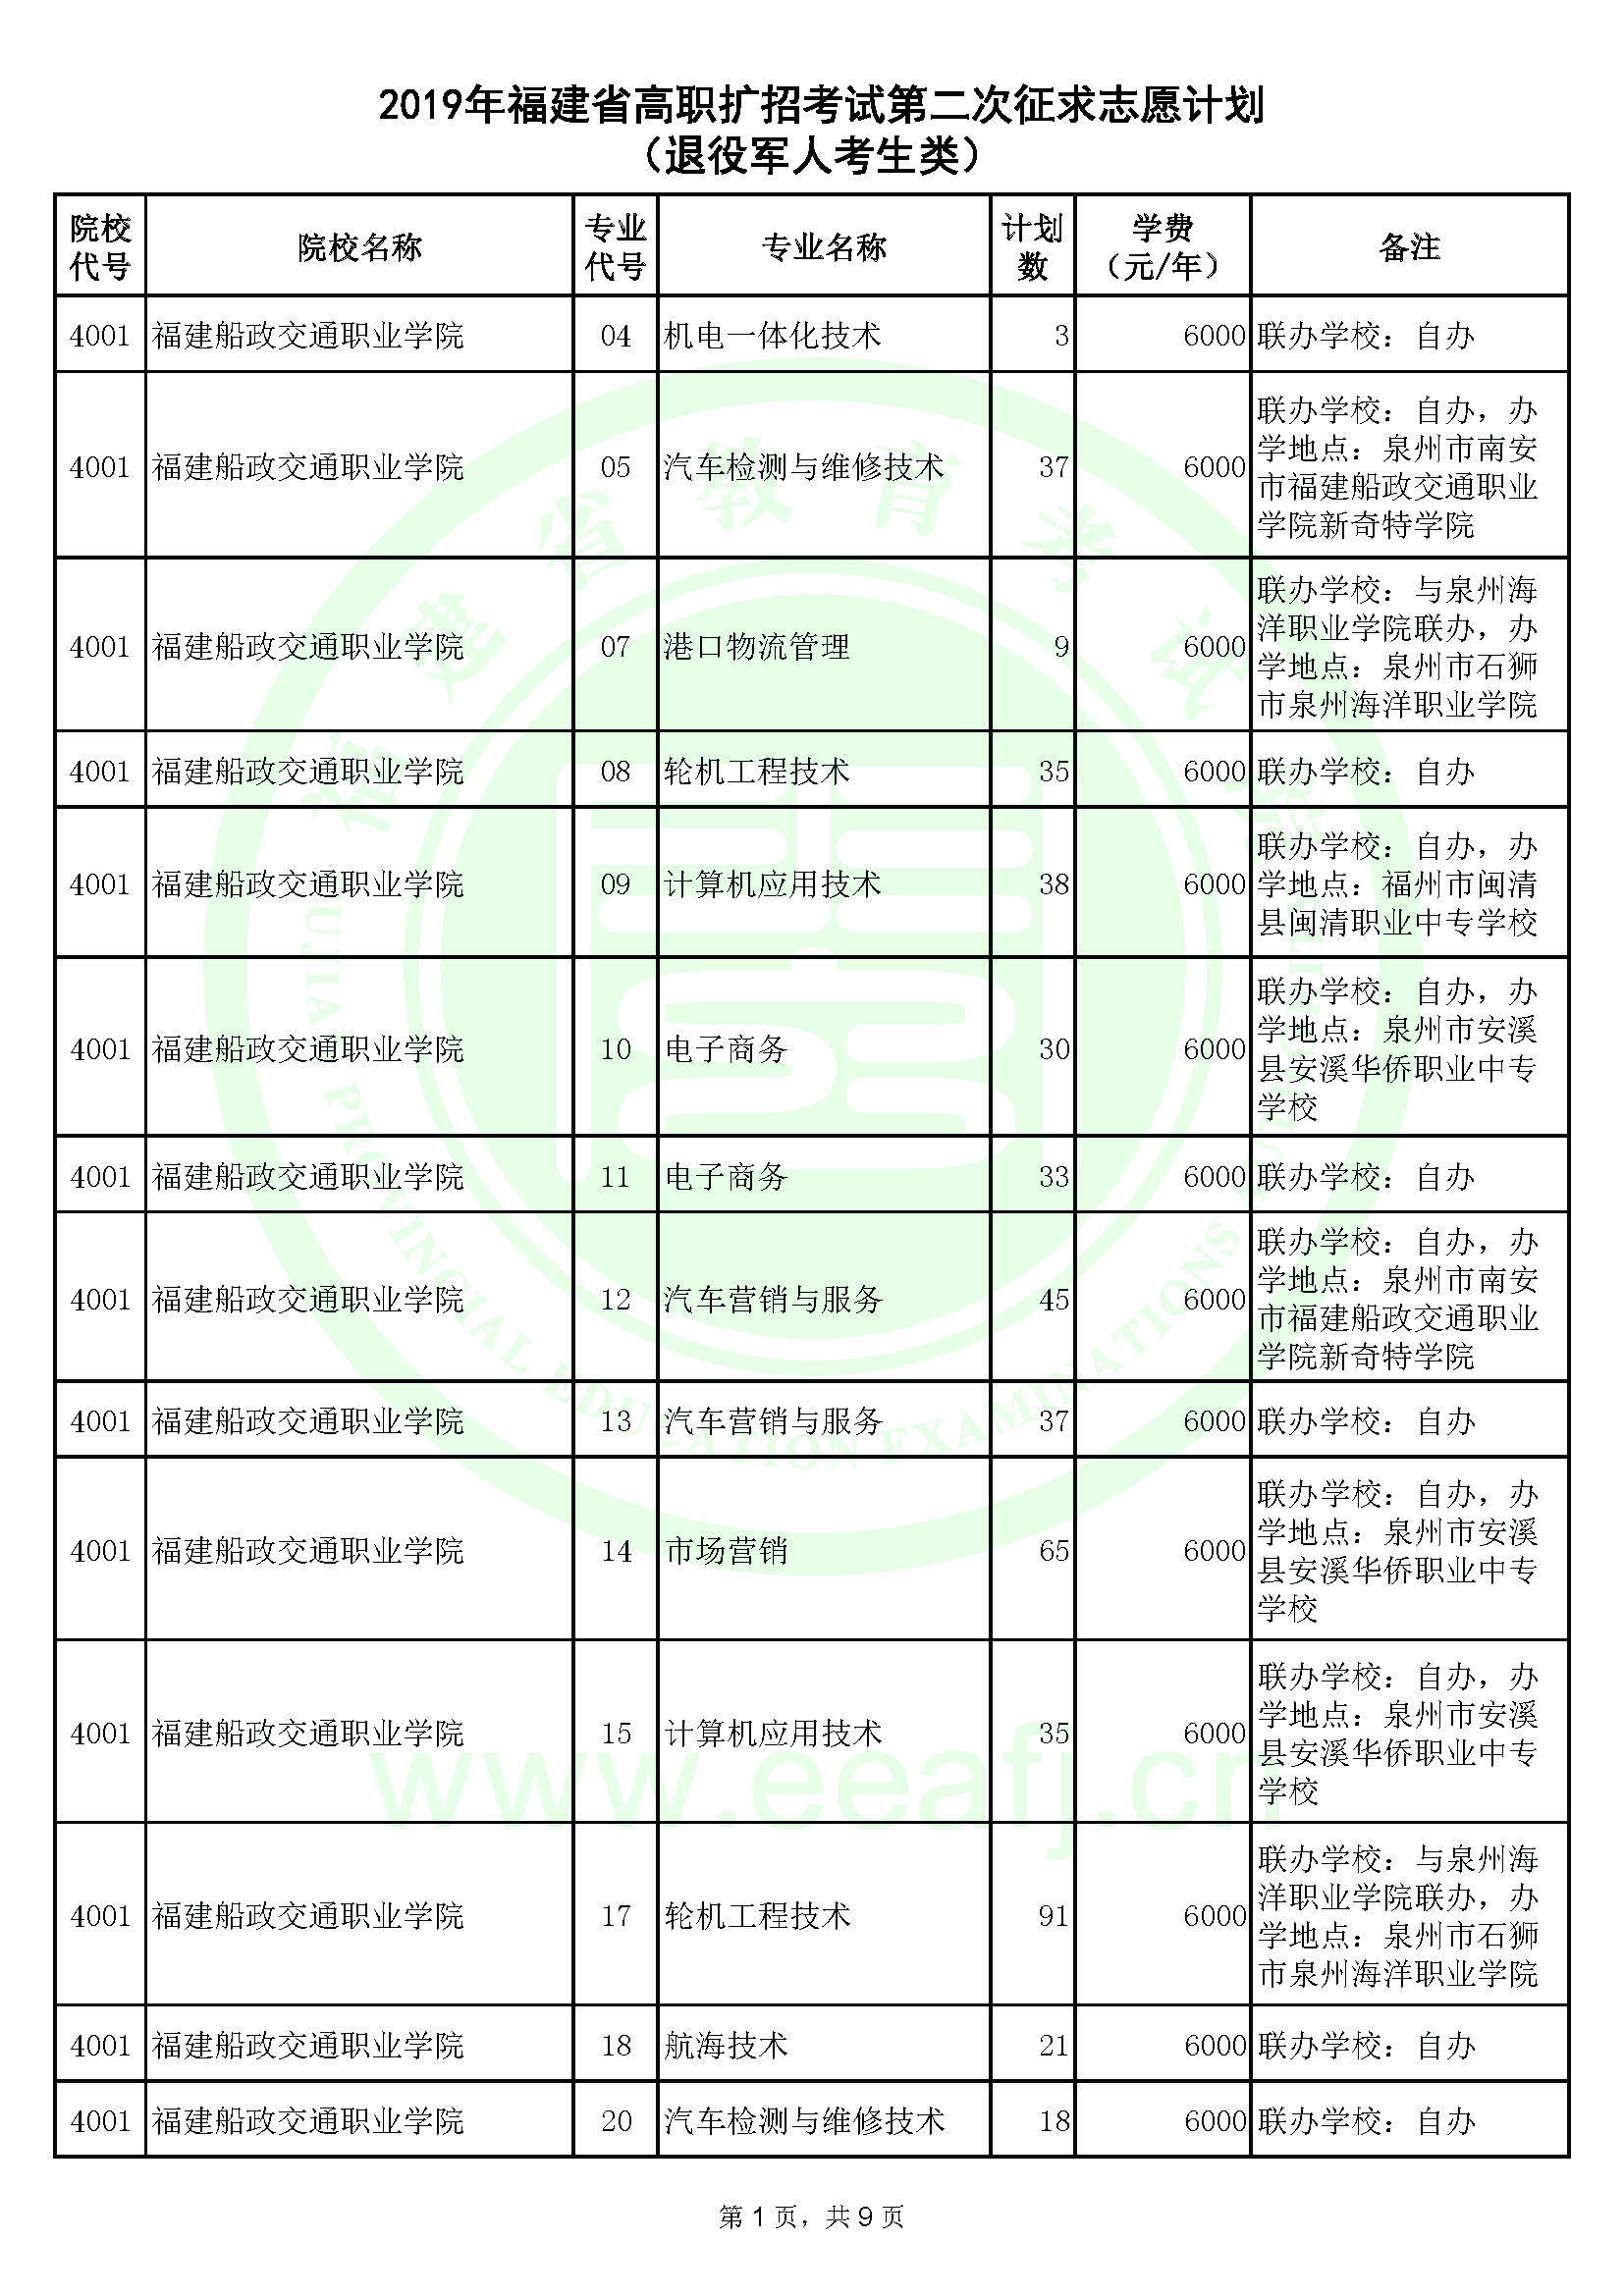 2019年福建省高职扩招考试第二次征求志愿计划
（退役军人考生类）
院校代号 院校名称 专业代号 专业名称 计划数 学费（元/年） 备注
4001 福建船政交通职业学院 04 机电一体化技术 3 6000 联办学校：自办
4001 福建船政交通职业学院 05 汽车检测与维修技术 37 6000 联办学校：自办，办学地点：泉州市南安市福建船政交通职业学院新奇特学院
4001 福建船政交通职业学院 07 港口物流管理 9 6000 联办学校：与泉州海洋职业学院联办，办学地点：泉州市石狮市泉州海洋职业学院
4001 福建船政交通职业学院 08 轮机工程技术 35 6000 联办学校：自办
4001 福建船政交通职业学院 09 计算机应用技术 38 6000 联办学校：自办，办学地点：福州市闽清县闽清职业中专学校
4001 福建船政交通职业学院 10 电子商务 30 6000 联办学校：自办，办学地点：泉州市安溪县安溪华侨职业中专学校
4001 福建船政交通职业学院 11 电子商务 33 6000 联办学校：自办
4001 福建船政交通职业学院 12 汽车营销与服务 45 6000 联办学校：自办，办学地点：泉州市南安市福建船政交通职业学院新奇特学院
4001 福建船政交通职业学院 13 汽车营销与服务 37 6000 联办学校：自办
4001 福建船政交通职业学院 14 市场营销 65 6000 联办学校：自办，办学地点：泉州市安溪县安溪华侨职业中专学校
4001 福建船政交通职业学院 15 计算机应用技术 35 6000 联办学校：自办，办学地点：泉州市安溪县安溪华侨职业中专学校
4001 福建船政交通职业学院 17 轮机工程技术 91 6000 联办学校：与泉州海洋职业学院联办，办学地点：泉州市石狮市泉州海洋职业学院
4001 福建船政交通职业学院 18 航海技术 21 6000 联办学校：自办
4001 福建船政交通职业学院 20 汽车检测与维修技术 18 6000 联办学校：自办
第 1 页，共 9 页
福建省教育考试院
PROVINCIAL EDUCATION EXAMINATIONS
www.eeafj.cn